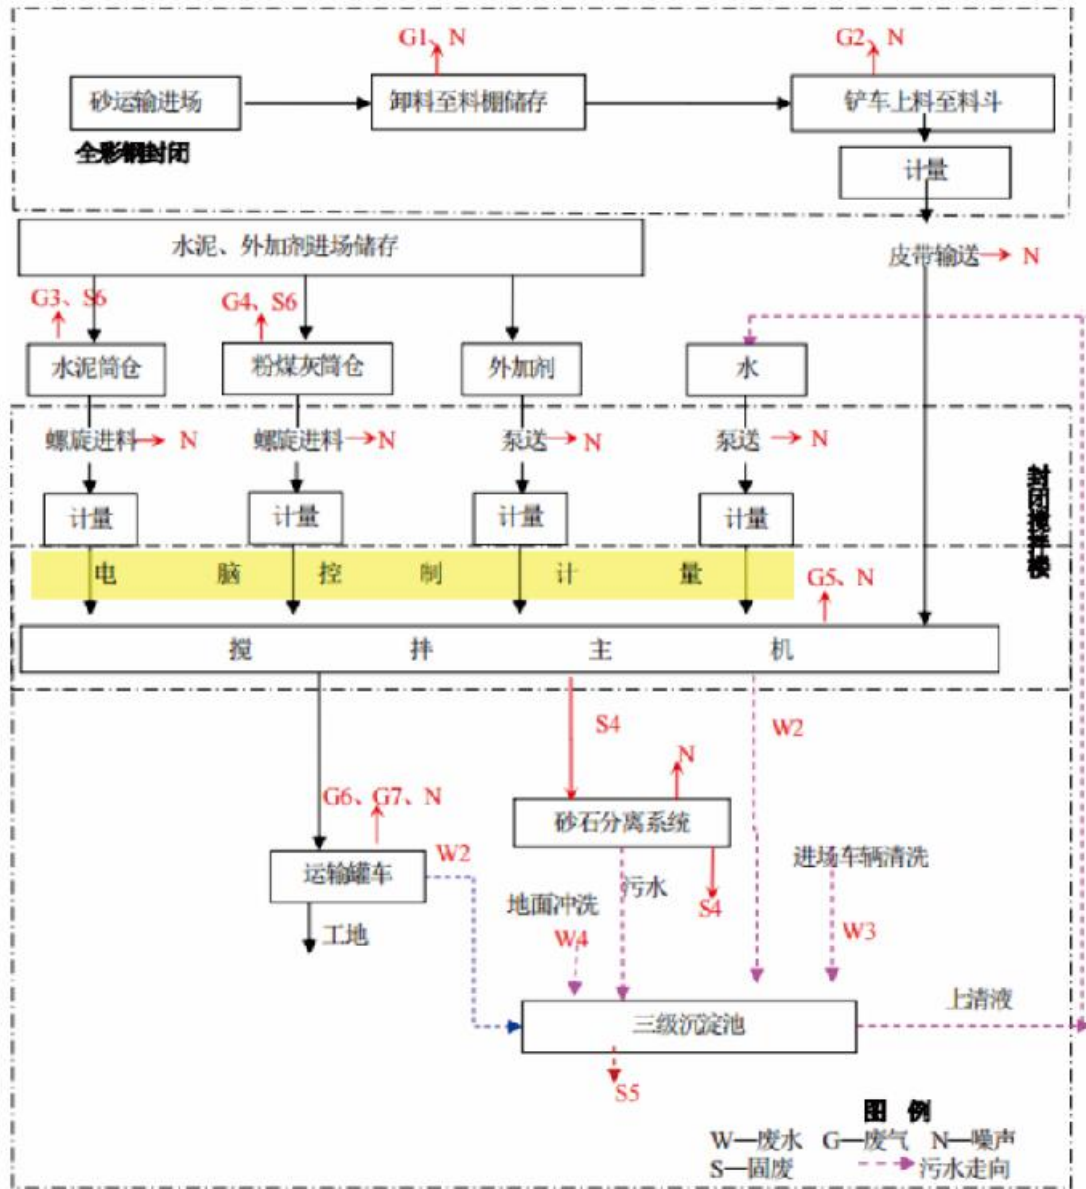 G1、N
G2、N
砂运输进场
卸料至料棚储存
铲车上料至料斗
全彩钢封闭
计量
水泥、外加剂进场储存
皮带输送
N
G3、S6
G4、S6
水泥筒仓
粉煤灰筒仓
外加剂
水
螺旋进料
N
螺旋进料
N
泵送
N
泵送
N
封闭搅拌楼
计量
计量
计量
计量
电脑控制计量
G5、N
搅拌主机
S4
W2
N
G6、G7、N
砂石分离系统
W2
进场车辆清洗
运输罐车
污水
地面冲洗
S4
工地
W4
W3
上清液
三级沉淀池
S5
图 例
W—废水 G—废气 N—噪声
S—固废 污水走向